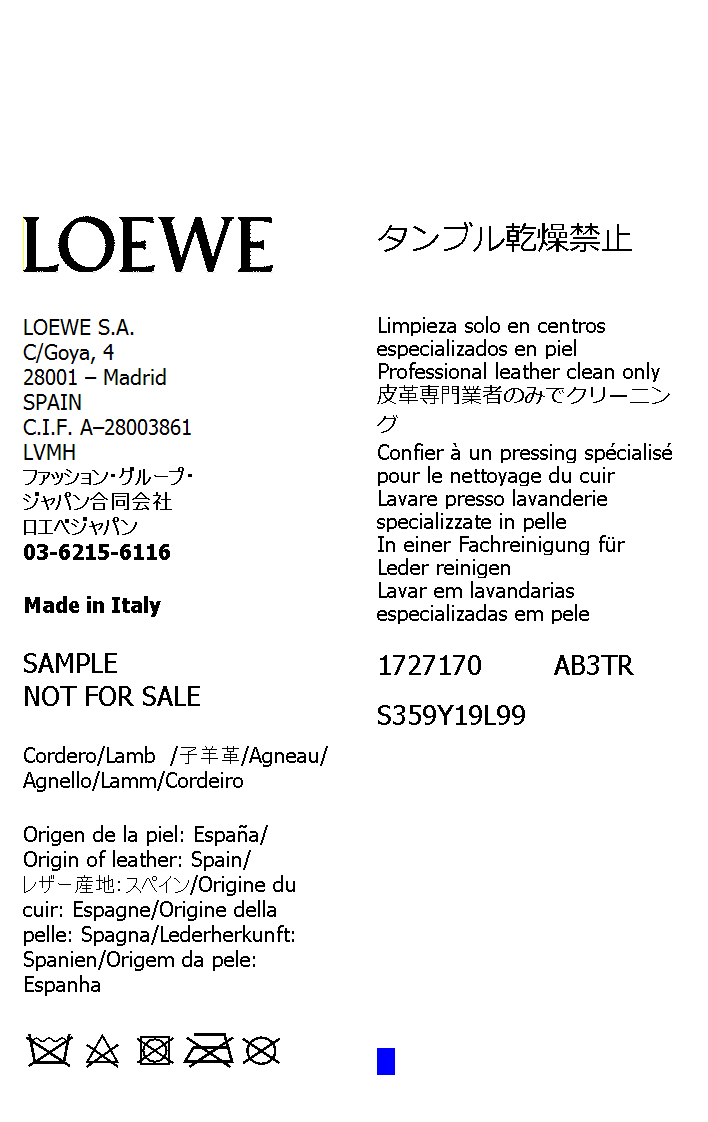 LOEWE
LOEWE S.A.
C/Goya, 4
28001 – Madrid
SPAIN
C.I.F. A–28003861
LVMH
ファッション・グループ・
ジャパン合同会社
ロエベジャパン
03-6215-6116
Made in Italy
SAMPLE
NOT FOR SALE
Cordero/Lamb /子羊革/Agneau/
Agnello/Lamm/Cordeiro
Origen de la piel: España/
Origin of leather: Spain/
レザー産地：スペイン/Origine du
cuir: Espagne/Origine della
pelle: Spagna/Lederherkunft:
Spanien/Origem da pele:
Espanha
タンブル乾燥禁止
Limpieza solo en centros
especializados en piel
Professional leather clean only
皮革専門業者のみでクリーニン
グ
Confier à un pressing spécialisé
pour le nettoyage du cuir
Lavare presso lavanderie
specializzate in pelle
In einer Fachreinigung für
Leder reinigen
Lavar em lavandarias
especializadas em pele
1727170 AB3TR
S359Y19L99